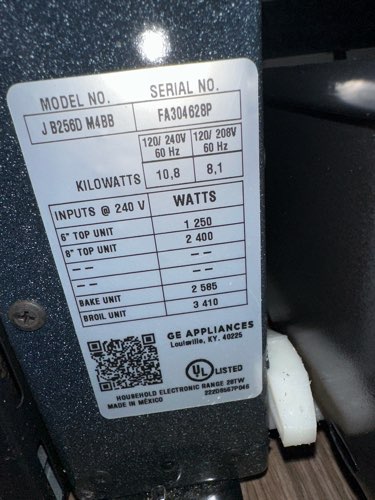 MODEL NO. SERIAL NO.
J B256D M4BB FA304628P
120/ 240V 120/ 208V
60 Hz 60 Hz
KILOWATTS 10,8 8,1
INPUTS @ 240 V WATTS
6" TOP UNIT 1 250
8" TOP UNIT 2 400
-- --
-- --
BAKE UNIT 2 585
BROIL UNIT 3 410
GE APPLIANCES
Louisville, KY. 40225
UL LISTED
HOUSEHOLD ELECTRONIC RANGE 28TW
MADE IN MÉXICO 222D8567P046